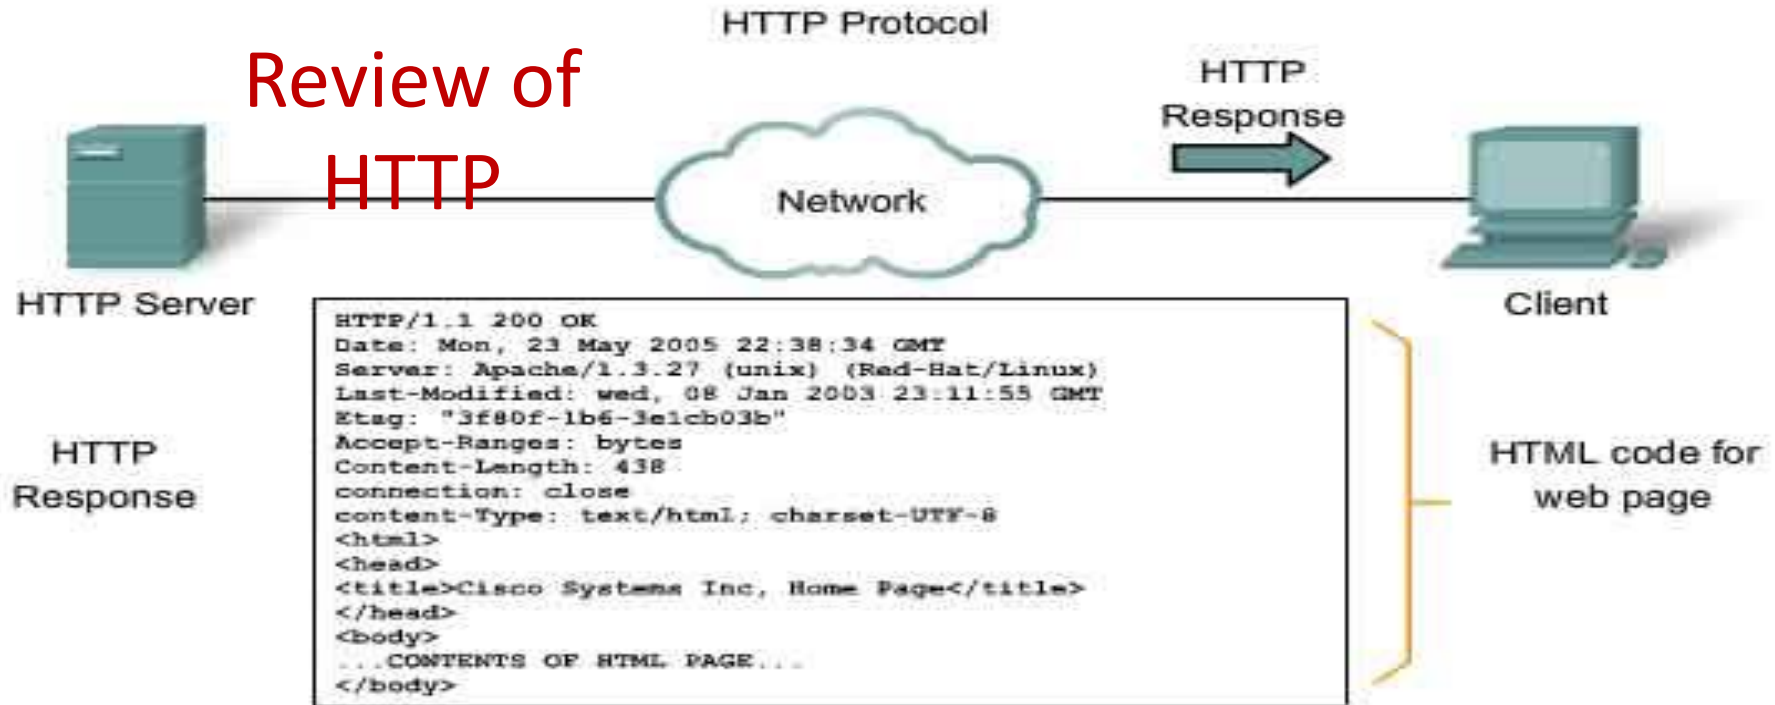 HTTP Protocol
Review of
HTTP
HTTP
Response
Network
HTTP Server
Client
HTTP/1.1 200 OK
Date: Mon, 23 May 2005 22:38:34 GMT
Server: Apache/1.3.27 (unix) (Red-Hat/Linux)
Last-Modified: wed, 08 Jan 2003 23:11:55 GMT
Etag: "3f80f-1b6-3e1cb03b"
Accept-Ranges: bytes
Content-Length: 438
connection: close
content-Type: text/html; charset-UTF-8
<html>
<head>
<title>Cisco Systems Inc, Home Page</title>
</head>
<body>
...CONTENTS OF HTML PAGE...
</body>
HTTP
Response
HTML code for
web page